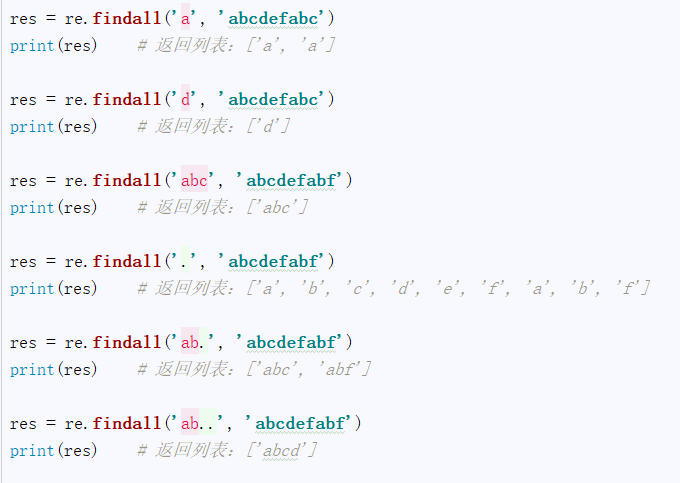 res = re.findall('a', 'abcdefabc')
print(res)    # 返回列表：['a', 'a']
res = re.findall('d', 'abcdefabc')
print(res)    # 返回列表：['d']
res = re.findall('abc', 'abcdefabf')
print(res)    # 返回列表：['abc']
res = re.findall('.', 'abcdefabf')
print(res)    # 返回列表：['a', 'b', 'c', 'd', 'e', 'f', 'a', 'b', 'f']
res = re.findall('ab.', 'abcdefabf')
print(res)    # 返回列表：['abc', 'abf']
res = re.findall('ab..', 'abcdefabf')
print(res)    # 返回列表：['abcd']